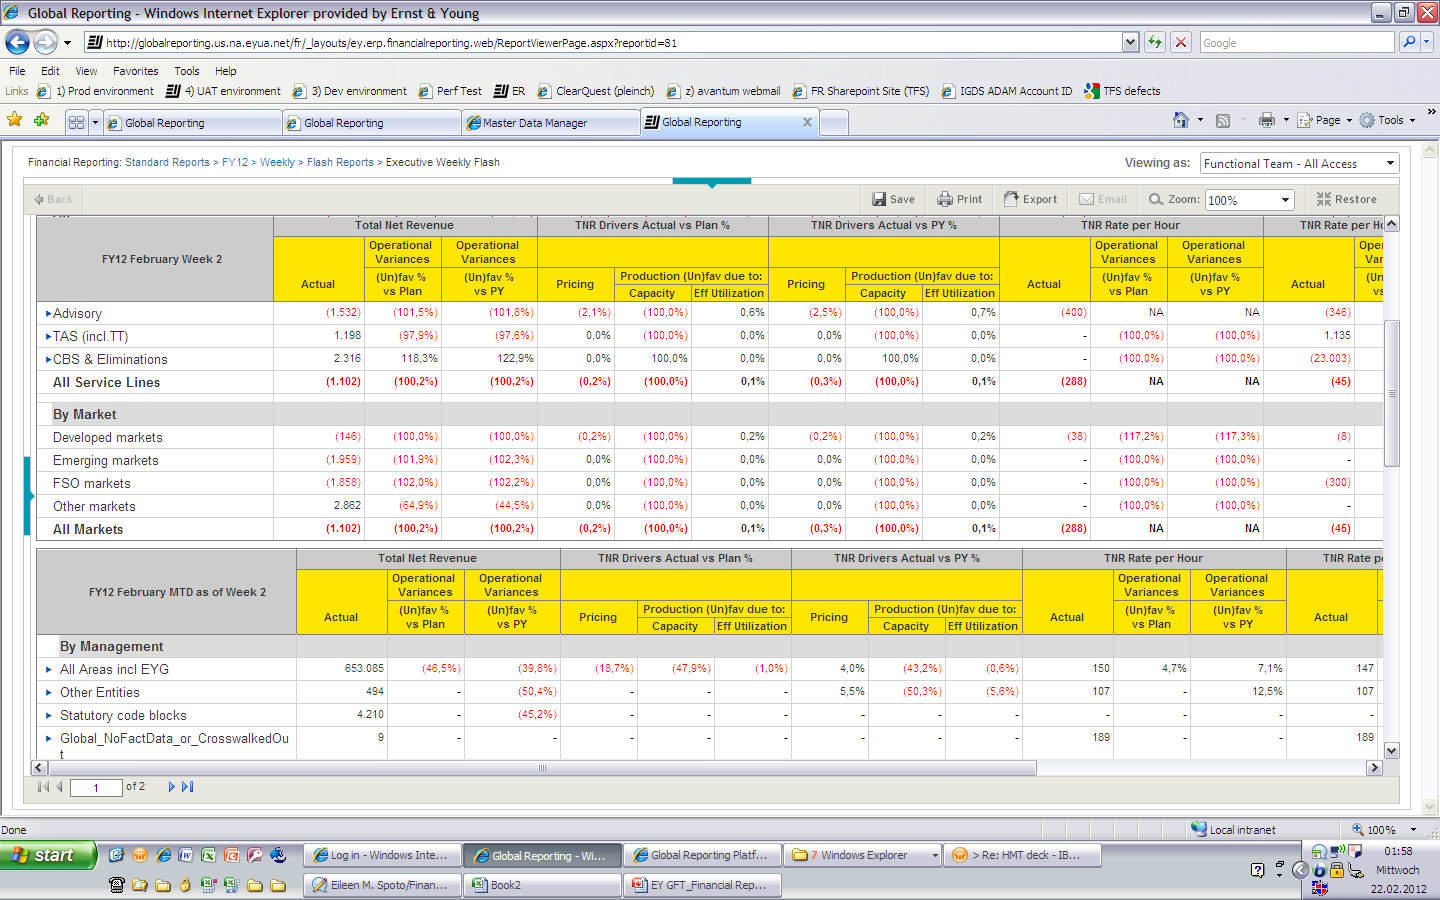 Global Reporting - Windows Internet Explorer provided by Ernst & Young
http://globalreporting.us.na.eyua.net/fr/_layouts/ey.erp.financialreporting.web/ReportViewerPage.aspx?reportid=81 Google
File Edit View Favorites Tools Help
Links 1) Prod environment 4) UAT environment 3) Dev environment Perf Test ER ClearQuest (pleinch) z) avantum webmail FR Sharepoint Site (TFS) IGDS ADAM Account ID TFS defects
Global Reporting Global Reporting Master Data Manager Global Reporting Page Tools
Financial Reporting: Standard Reports > FY12 > Weekly > Flash Reports > Executive Weekly Flash Viewing as: Functional Team - All Access
Back Save Print Export Email Zoom: 100% Restore
Total Net Revenue TNR Drivers Actual vs Plan % TNR Drivers Actual vs PY % TNR Rate per Hour TNR Rate per Ho
FY12 February Week 2 Actual Operational Variances (Un)fav % vs Plan Operational Variances (Un)fav % vs PY Pricing Production (Un)fav due to: Capacity Eff Utilization Pricing Production (Un)fav due to: Capacity Eff Utilization Actual Operational Variances (Un)fav % vs Plan Operational Variances (Un)fav % vs PY Actual
Advisory (1.532) (101,5%) (101,8%) (2,1%) (100,0%) 0,6% (2,5%) (100,0%) 0,7% (400) NA NA (346)
TAS (incl.TT) 1.198 (97,9%) (97,6%) 0,0% (100,0%) 0,0% 0,0% (100,0%) 0,0% - (100,0%) (100,0%) 1.135
CBS & Eliminations 2.316 118,3% 122,9% 0,0% 100,0% 0,0% 0,0% 100,0% 0,0% - (100,0%) (100,0%) (23.003)
All Service Lines (1.102) (100,2%) (100,2%) (0,2%) (100,0%) 0,1% (0,3%) (100,0%) 0,1% (288) NA NA (45)
By Market
Developed markets (146) (100,0%) (100,0%) (0,2%) (100,0%) 0,2% (0,2%) (100,0%) 0,2% (38) (117,2%) (117,3%) (8)
Emerging markets (1.959) (101,9%) (102,3%) 0,0% (100,0%) 0,0% 0,0% (100,0%) 0,0% - (100,0%) (100,0%) -
FSO markets (1.858) (102,0%) (102,2%) 0,0% (100,0%) 0,0% 0,0% (100,0%) 0,0% - (100,0%) (100,0%) (300)
Other markets 2.862 (64,9%) (44,5%) 0,0% (100,0%) 0,0% 0,0% (100,0%) 0,0% - (100,0%) (100,0%) -
All Markets (1.102) (100,2%) (100,2%) (0,2%) (100,0%) 0,1% (0,3%) (100,0%) 0,1% (288) NA NA (45)
Total Net Revenue TNR Drivers Actual vs Plan % TNR Drivers Actual vs PY % TNR Rate per Hour TNR Rate pe
FY12 February MTD as of Week 2 Actual Operational Variances (Un)fav % vs Plan Operational Variances (Un)fav % vs PY Pricing Production (Un)fav due to: Capacity Eff Utilization Pricing Production (Un)fav due to: Capacity Eff Utilization Actual Operational Variances (Un)fav % vs Plan Operational Variances (Un)fav % vs PY Actual
By Management
All Areas incl EYG 653.085 (46,5%) (39,8%) (18,7%) (47,9%) (1,0%) 4,0% (43,2%) (0,6%) 150 4,7% 7,1% 147
Other Entities 494 - (50,4%) - - - 5,5% (50,3%) (5,6%) 107 - 12,5% 107
Statutory code blocks 4.210 - (45,2%) - - - - - - - - - -
Global_NoFactData_or_CrosswalkedOu 9 - - - - - - - - 189 - - 189
t
1 of 2
Done Local intranet 100%
start Log in - Windows Inte... Global Reporting - Wi... Global Reporting Platf... 7 Windows Explorer > Re: HMT deck - IB... 01:58
Mittwoch
Eileen M. Spoto/Finan... Book2 EY GFT_Financial Rep... 22.02.2012